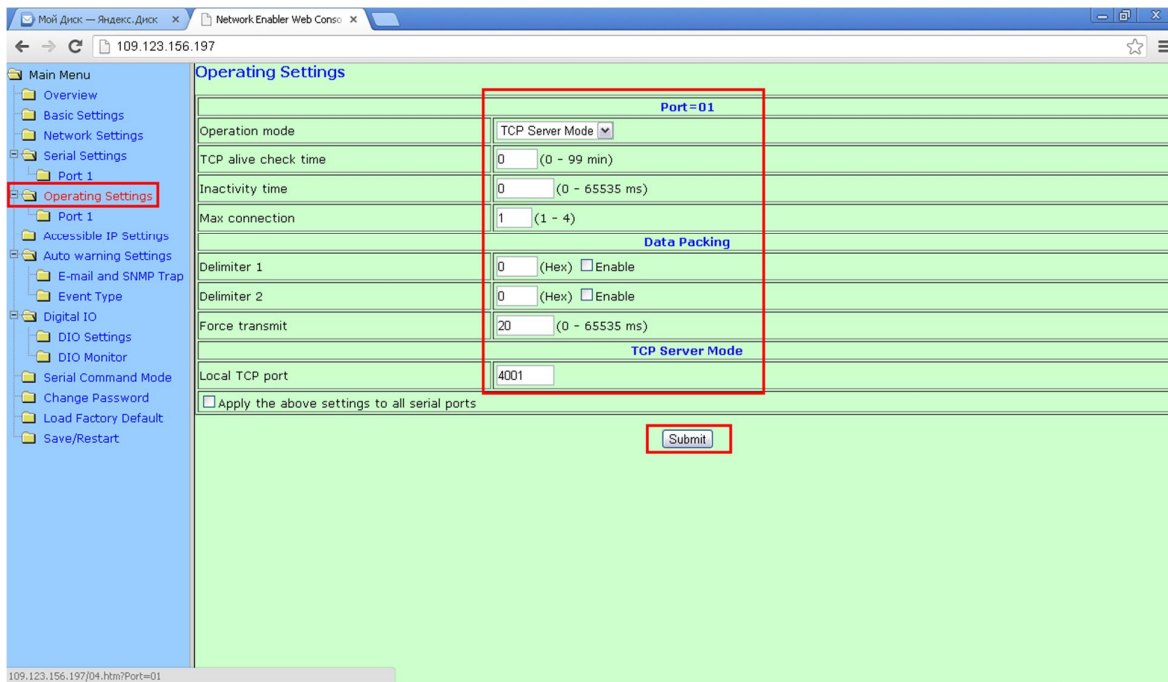 Мой Диск — Яндекс.Диск
Network Enabler Web Conso
109.123.156.197
Main Menu
Overview
Basic Settings
Network Settings
Serial Settings
Port 1
Operating Settings
Port 1
Accessible IP Settings
Auto warning Settings
E-mail and SNMP Trap
Event Type
Digital IO
DIO Settings
DIO Monitor
Serial Command Mode
Change Password
Load Factory Default
Save/Restart
Operating Settings
Port=01
Operation mode TCP Server Mode
TCP alive check time 0 (0 - 99 min)
Inactivity time 0 (0 - 65535 ms)
Max connection 1 (1 - 4)
Data Packing
Delimiter 1 0 (Hex) Enable
Delimiter 2 0 (Hex) Enable
Force transmit 20 (0 - 65535 ms)
TCP Server Mode
Local TCP port 4001
Apply the above settings to all serial ports
Submit
109.123.156.197/04.htm?Port=01